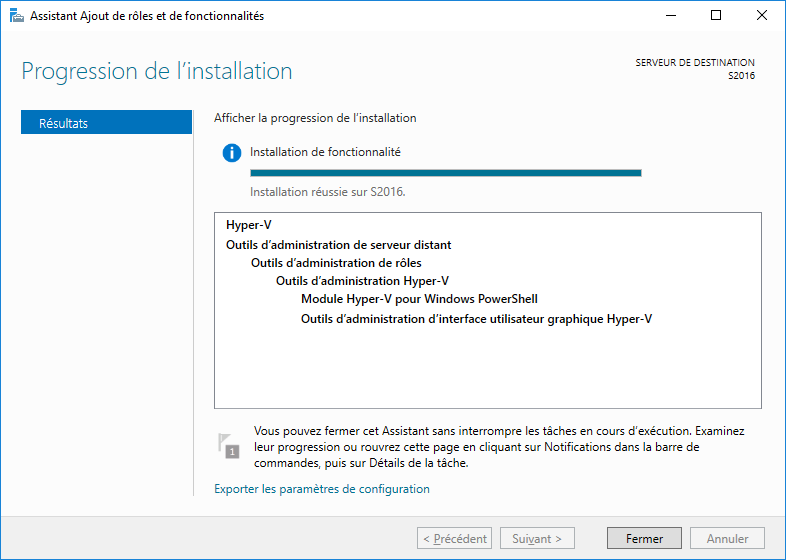 Assistant Ajout de rôles et de fonctionnalités
Progression de l’installation
SERVEUR DE DESTINATION
S2016
Résultats
Afficher la progression de l’installation
Installation de fonctionnalité
Installation réussie sur S2016.
Hyper-V
Outils d’administration de serveur distant
Outils d’administration de rôles
Outils d’administration Hyper-V
Module Hyper-V pour Windows PowerShell
Outils d’administration d’interface utilisateur graphique Hyper-V
1
Vous pouvez fermer cet Assistant sans interrompre les tâches en cours d’exécution. Examinez
leur progression ou rouvrez cette page en cliquant sur Notifications dans la barre de
commandes, puis sur Détails de la tâche.
Exporter les paramètres de configuration
< Précédent
Suivant >
Fermer
Annuler